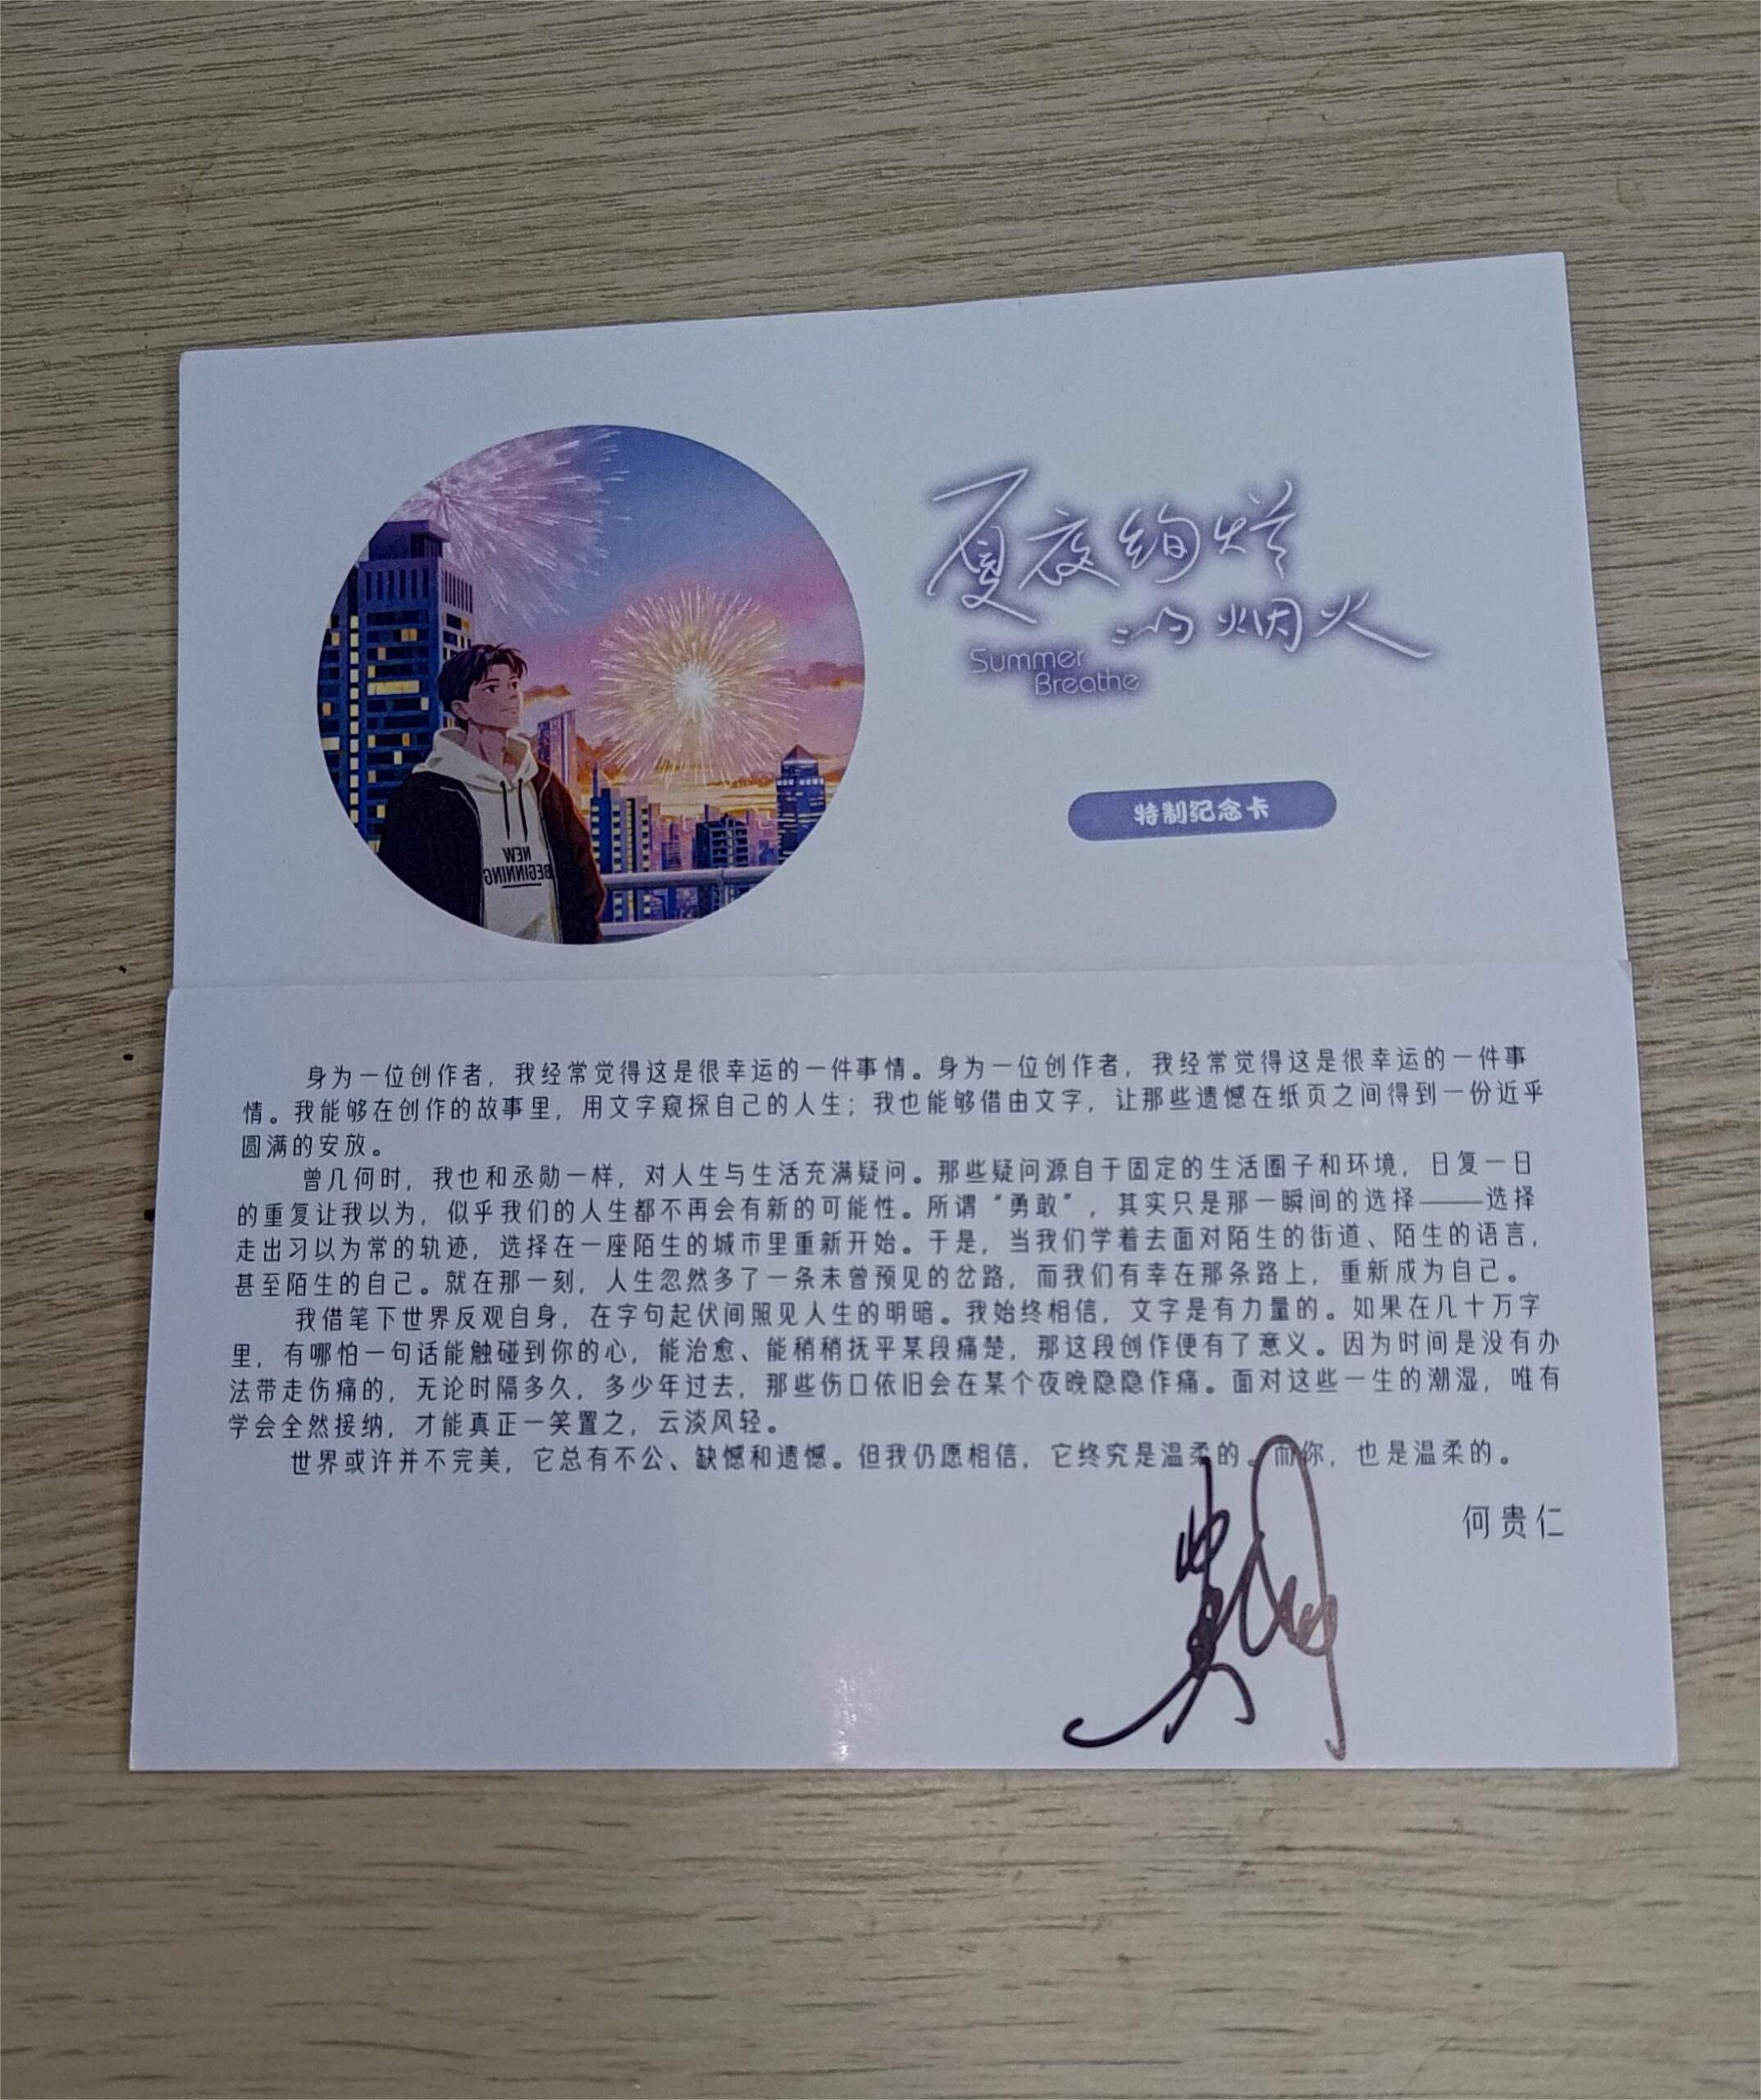 夏夜绚烂
的烟火
Summer
Breathe
特制纪念卡
NEW
BEGINNING
身为一位创作者，我经常觉得这是很幸运的一件事情。身为一位创作者，我经常觉得这是很幸运的一件事
情。我能够在创作的故事里，用文字窥探自己的人生；我也能够借由文字，让那些遗憾在纸页之间得到一份近乎
圆满的安放。
曾几何时，我也和丞勋一样，对人生与生活充满疑问。那些疑问源自于固定的生活圈子和环境，日复一日
的重复让我以为，似乎我们的人生都不再会有新的可能性。所谓“勇敢”，其实只是那一瞬间的选择——选择
走出习以为常的轨迹，选择在一座陌生的城市里重新开始。于是，当我们学着去面对陌生的街道、陌生的语言，
甚至陌生的自己。就在那一刻，人生忽然多了一条未曾预见的岔路，而我们有幸在那条路上，重新成为自己。
我借笔下世界反观自身，在字句起伏间照见人生的明暗。我始终相信，文字是有力量的。如果在几十万字
里，有哪怕一句话能触碰到你的心，能治愈、能稍稍抚平某段痛楚，那这段创作便有了意义。因为时间是没有办
法带走伤痛的，无论时隔多久，多少年过去，那些伤口依旧会在某个夜晚隐隐作痛。面对这些一生的潮湿，唯有
学会全然接纳，才能真正一笑置之，云淡风轻。
世界或许并不完美，它总有不公、缺憾和遗憾。但我仍愿相信，它终究是温柔的。而你，也是温柔的。
何贵仁